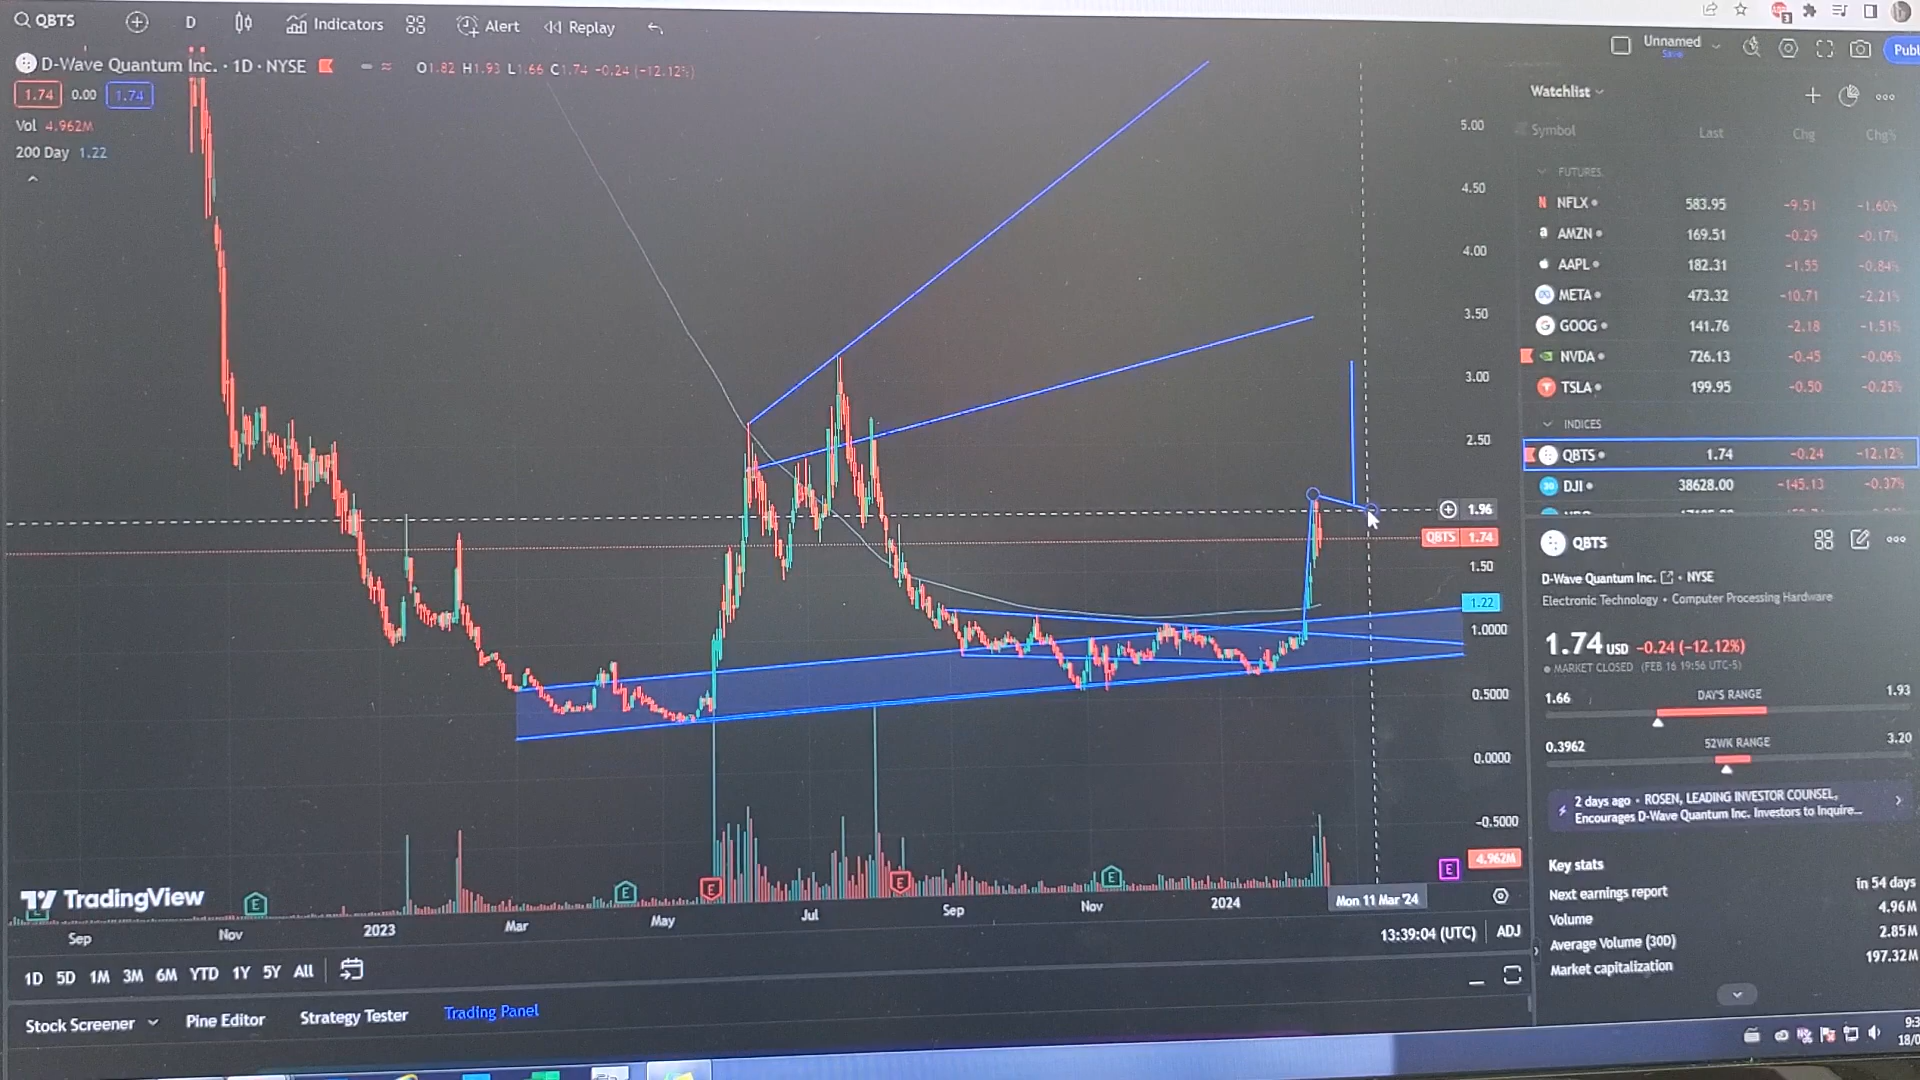 QBTS
D
Indicators
Alert
Replay
Unnamed
Save
Publ
D-Wave Quantum Inc. · 1D · NYSE
O1.82 H1.93 L1.66 C1.74 -0.24 (-12.12%)
1.74 0.00 1.74
Vol 4.962M
200 Day 1.22
5.00
4.50
4.00
3.50
3.00
2.50
1.96
QBTS 1.74
1.50
1.22
1.0000
0.5000
0.0000
-0.5000
4.962M
E
E
E
E
E
E
TradingView
Sep
Nov
2023
Mar
May
Jul
Sep
Nov
2024
Mon 11 Mar '24
13:39:04 (UTC)
ADJ
1D 5D 1M 3M 6M YTD 1Y 5Y All
Stock Screener
Pine Editor
Strategy Tester
Trading Panel
Watchlist
Symbol Last Chg Chg%
FUTURES
NFLX 583.95 -9.51 -1.60%
AMZN 169.51 -0.29 -0.17%
AAPL 182.31 -1.55 -0.84%
META 473.32 -10.71 -2.21%
GOOG 141.76 -2.18 -1.51%
NVDA 726.13 -0.45 -0.06%
TSLA 199.95 -0.50 -0.25%
INDICES
QBTS 1.74 -0.24 -12.12%
DJI 38628.00 -145.13 -0.37%
QBTS
D-Wave Quantum Inc. · NYSE
Electronic Technology • Computer Processing Hardware
1.74 USD -0.24 (-12.12%)
MARKET CLOSED (FEB 16 19:56 UTC-5)
1.66 DAY'S RANGE 1.93
0.3962 52WK RANGE 3.20
2 days ago · ROSEN, LEADING INVESTOR COUNSEL,
Encourages D-Wave Quantum Inc. Investors to Inquire...
Key stats
Next earnings report in 54 days
Volume 4.96M
Average Volume (30D) 2.85M
Market capitalization 197.32M
9:3
18/0